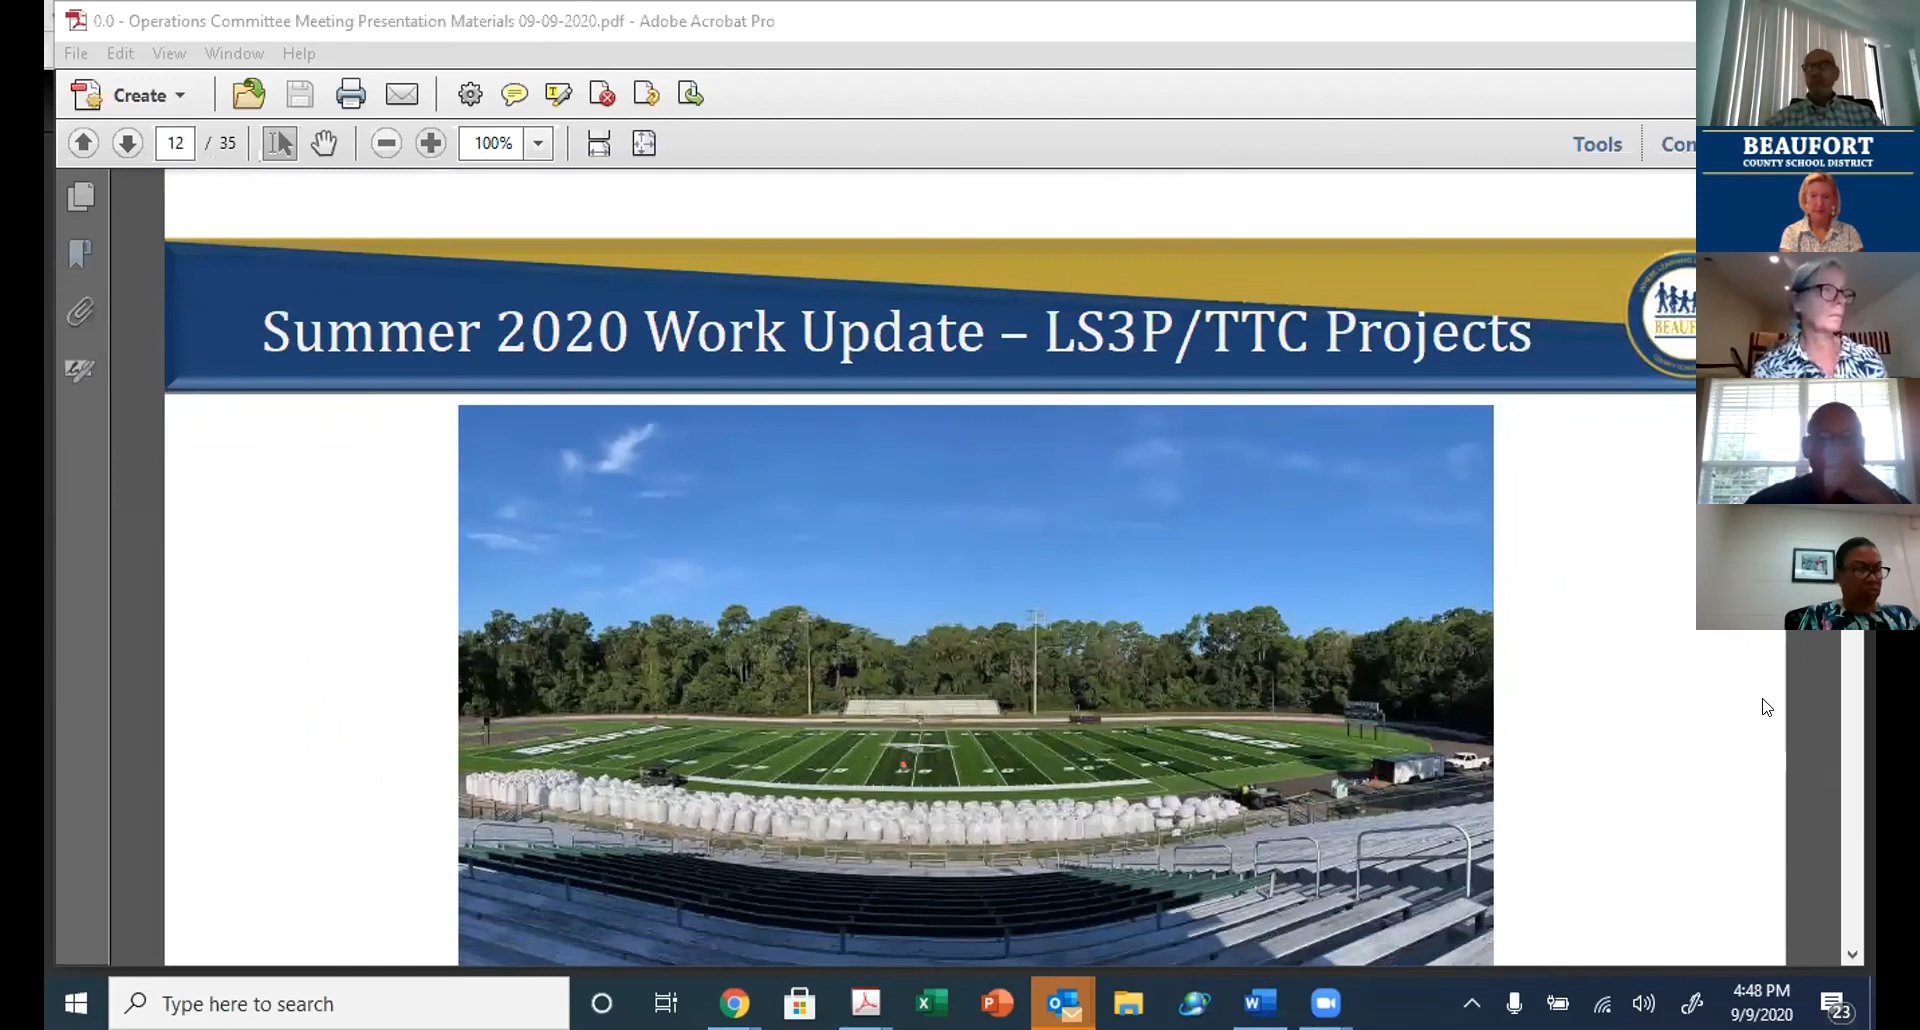 0.0 - Operations Committee Meeting Presentation Materials 09-09-2020.pdf - Adobe Acrobat Pro
File Edit View Window Help
Create
12 / 35 100% Tools
Summer 2020 Work Update – LS3P/TTC Projects
BEAUFORT
COUNTY SCHOOL DISTRICT
Type here to search
4:48 PM
9/9/2020
23